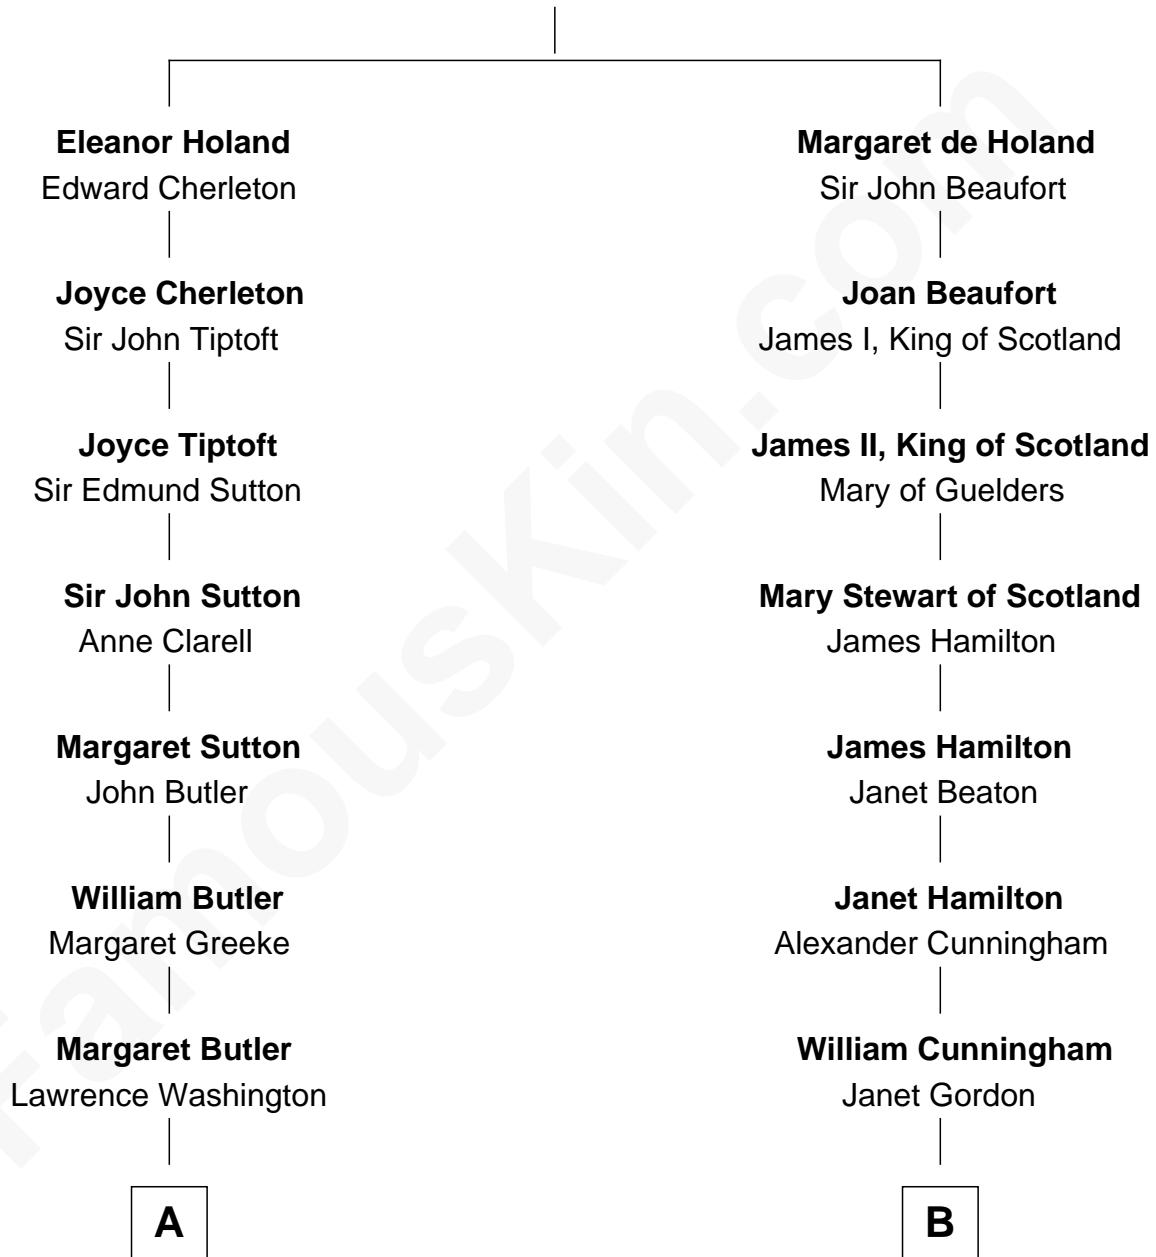 Eleanor Holand
Edward Cherleton
Joyce Cherleton
Sir John Tiptoft
Joyce Tiptoft
Sir Edmund Sutton
Sir John Sutton
Anne Clarell
Margaret Sutton
John Butler
William Butler
Margaret Greeke
Margaret Butler
Lawrence Washington
A
Margaret de Holand
Sir John Beaufort
Joan Beaufort
James I, King of Scotland
James II, King of Scotland
Mary of Guelders
Mary Stewart of Scotland
James Hamilton
James Hamilton
Janet Beaton
Janet Hamilton
Alexander Cunningham
William Cunningham
Janet Gordon
B
FamousKin.com